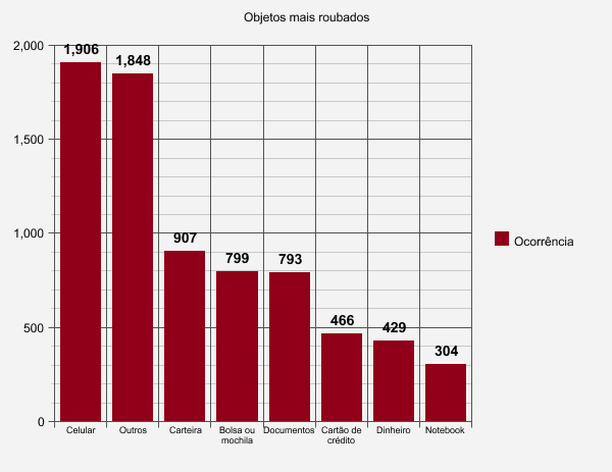 Objetos mais roubados
2,000
1,906
1,848
1,500
1,000
907
799
793
Ocorrência
500
466
429
304
0
Celular
Outros
Carteira
Bolsa ou
mochila
Documentos
Cartão de
crédito
Dinheiro
Notebook